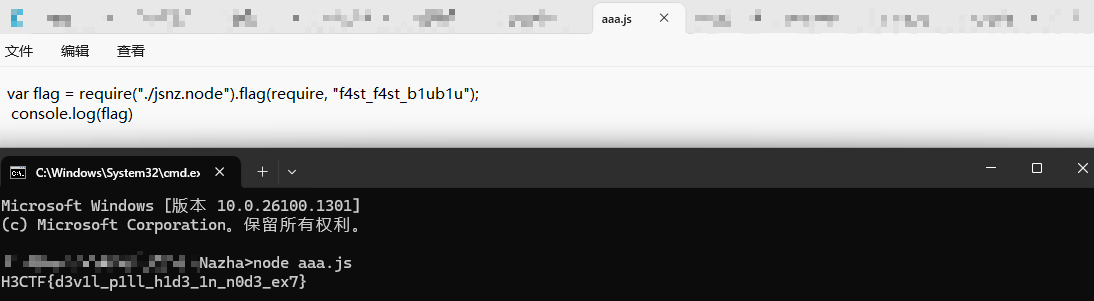 aaa.js
文件 编辑 查看
var flag = require("./jsnz.node").flag(require, "f4st_f4st_b1ub1u");
console.log(flag)
C:\Windows\System32\cmd.ex
Microsoft Windows [版本 10.0.26100.1301]
(c) Microsoft Corporation。保留所有权利。
Nazha>node aaa.js
H3CTF{d3v1l_p1ll_h1d3_1n_n0d3_ex7}